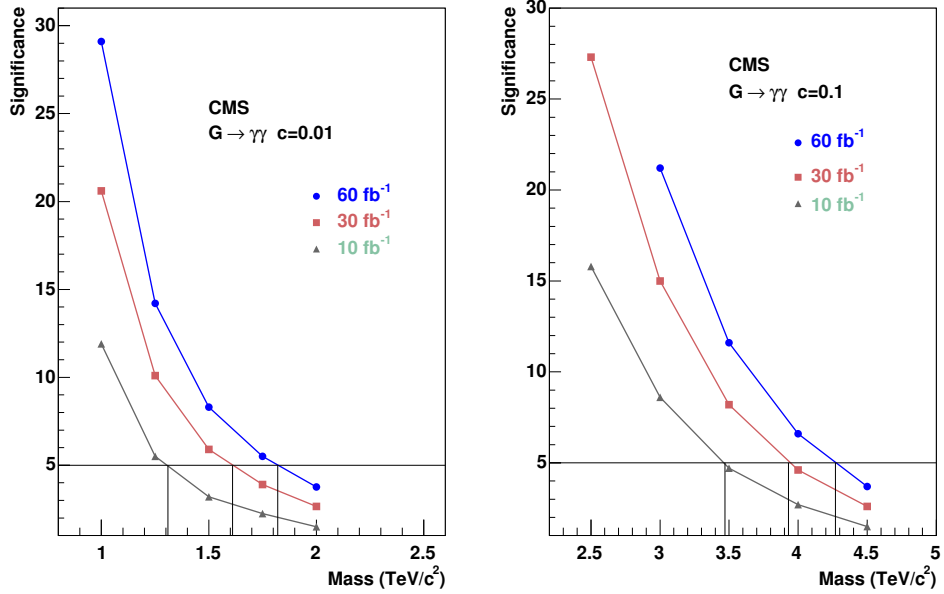 Significance
30
25
20
15
10
5
CMS
G → γγ c=0.01
60 fb⁻¹
30 fb⁻¹
10 fb⁻¹
1
1.5
2
2.5
Mass (TeV/c²)
Significance
30
25
20
15
10
5
CMS
G → γγ c=0.1
60 fb⁻¹
30 fb⁻¹
10 fb⁻¹
2.5
3
3.5
4
4.5
5
Mass (TeV/c²)